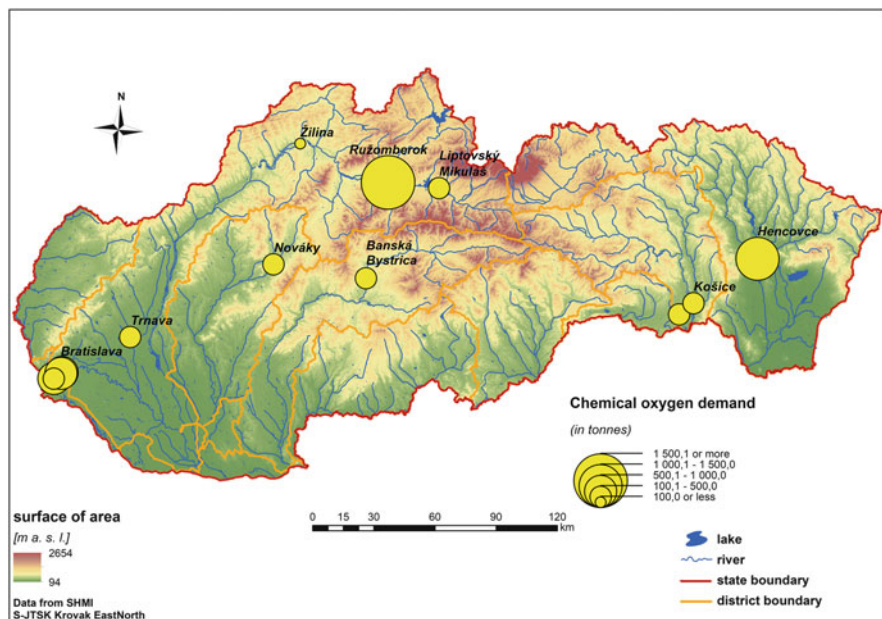 N
Žilina
Ružomberok
Liptovský
Mikuláš
Hencovce
Nováky
Banská
Bystrica
Košice
Trnava
Bratislava
Chemical oxygen demand
(in tonnes)
1 500,1 or more
1 000,1 - 1 500,0
500,1 - 1 000,0
100,1 - 500,0
100,0 or less
surface of area
[m a. s. l.]
2654
94
Data from SHMI
S-JTSK Krovak EastNorth
0 15 30 60 90 120
km
lake
river
state boundary
district boundary